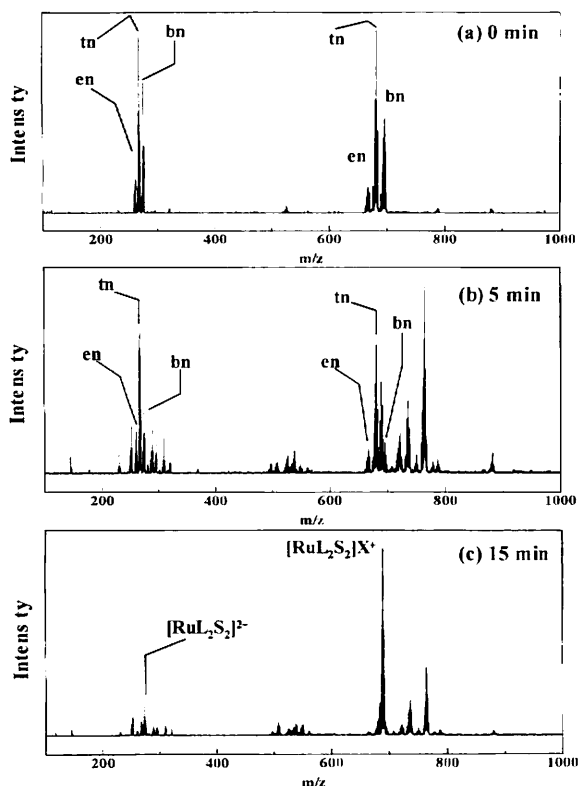 (a) 0 min
tn
bn
en
tn
bn
en
Intens ty
200
400
600
800
1000
m/z
(b) 5 min
tn
en
bn
tn
bn
en
Intens ty
200
400
600
800
1000
m/z
(c) 15 min
[RuL₂S₂]X⁺
[RuL₂S₂]²⁻
Intens ty
200
400
600
800
1000
m/z